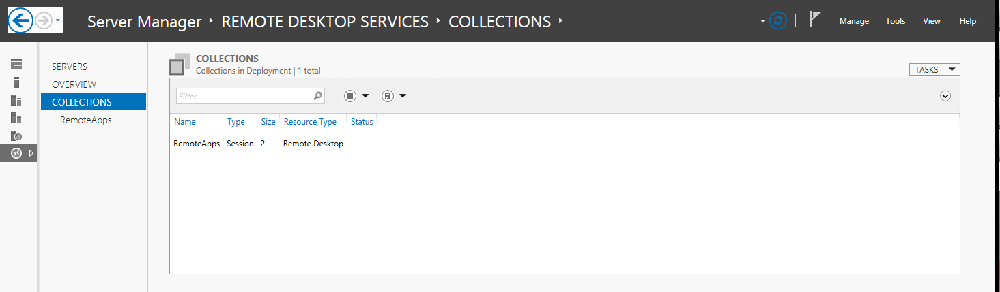 Server Manager ‣ REMOTE DESKTOP SERVICES ‣ COLLECTIONS ‣
Manage Tools View Help
SERVERS
OVERVIEW
COLLECTIONS
RemoteApps
COLLECTIONS
Collections in Deployment | 1 total
TASKS
Filter
Name Type Size Resource Type Status
RemoteApps Session 2 Remote Desktop